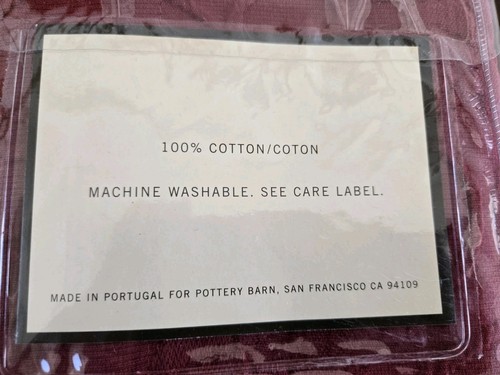 100% COTTON/COTON
MACHINE WASHABLE. SEE CARE LABEL.
MADE IN PORTUGAL FOR POTTERY BARN, SAN FRANCISCO CA 94109